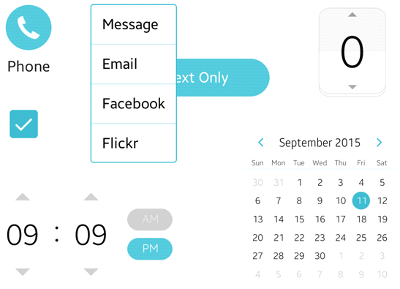 Phone
Message
Email
Facebook
Flickr
ext Only
0
September 2015
Sun Mon Tue Wed Thu Fri Sat
30 31 1 2 3 4 5
6 7 8 9 10 11 12
13 14 15 16 17 18 19
20 21 22 23 24 25 26
27 28 29 30 1 2 3
4 5 6 7 8 9 10
09 : 09
AM
PM